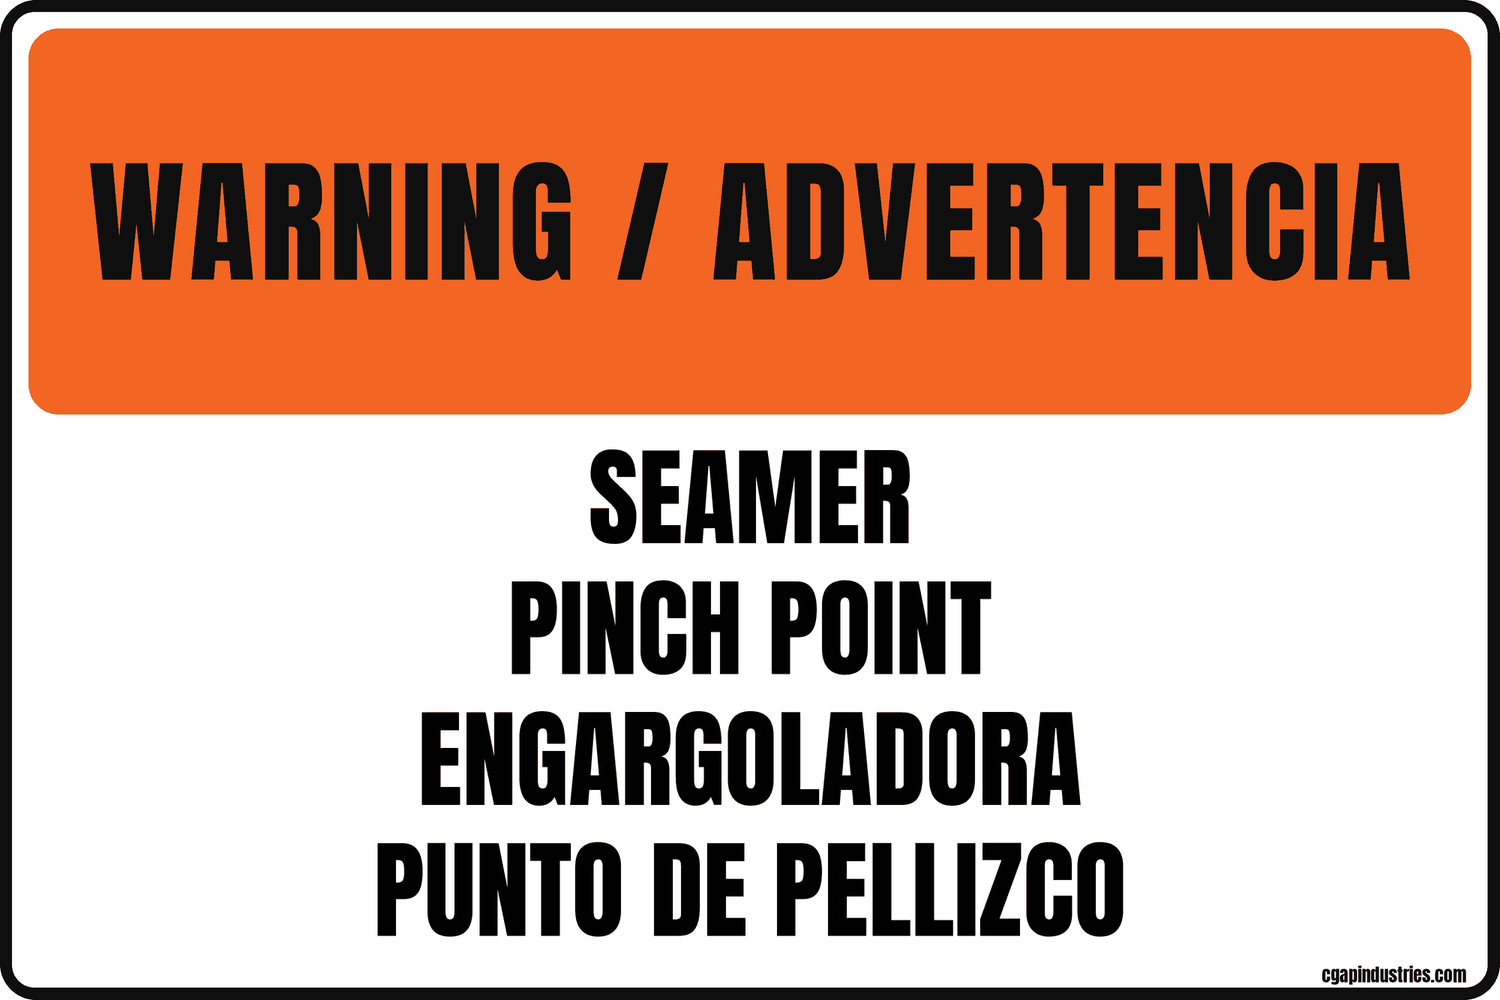 WARNING / ADVERTENCIA
SEAMER
PINCH POINT
ENGARGOLADORA
PUNTO DE PELLIZCO
cgapindustries.com